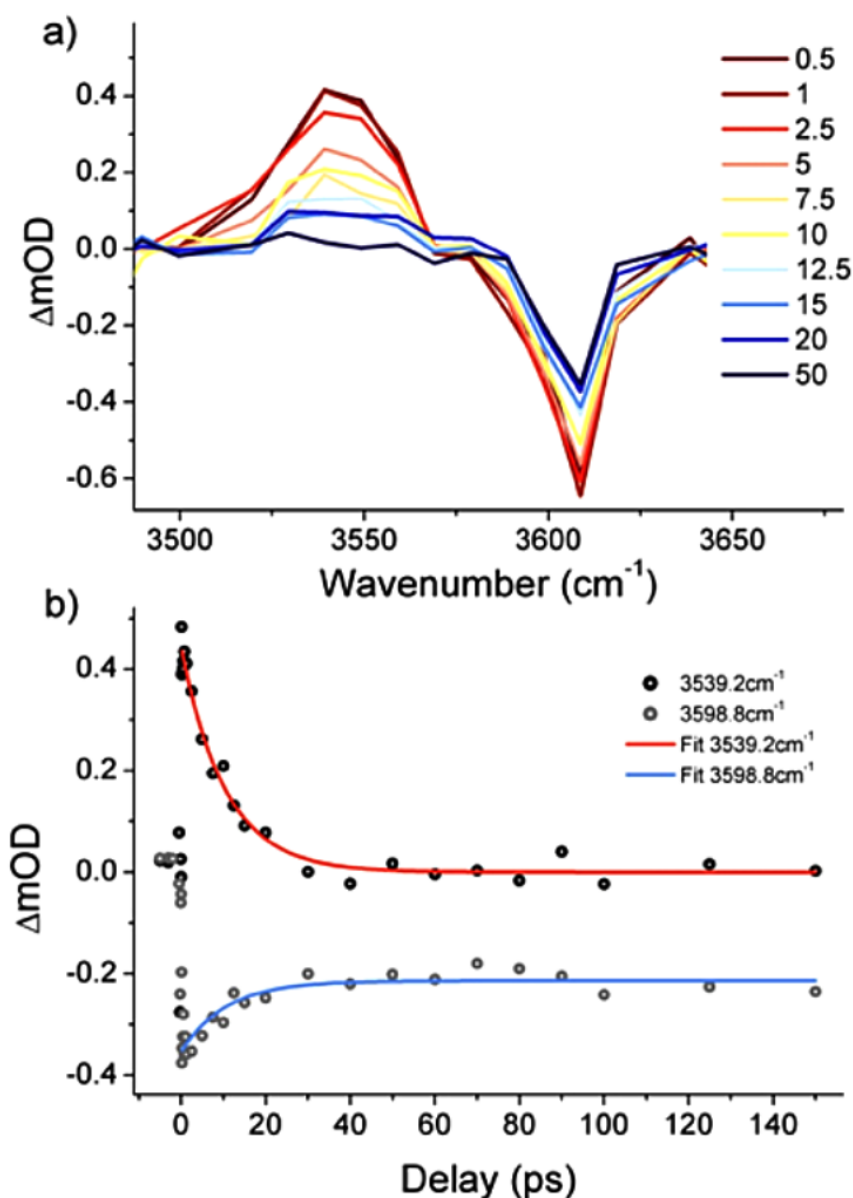 a)
0.5
1
2.5
5
7.5
10
12.5
15
20
50
0.4
0.2
0.0
-0.2
-0.4
-0.6
ΔmOD
3500 3550 3600 3650
Wavenumber (cm⁻¹)
b)
3539.2cm⁻¹
3598.8cm⁻¹
Fit 3539.2cm⁻¹
Fit 3598.8cm⁻¹
0.4
0.2
0.0
-0.2
-0.4
ΔmOD
0 20 40 60 80 100 120 140
Delay (ps)